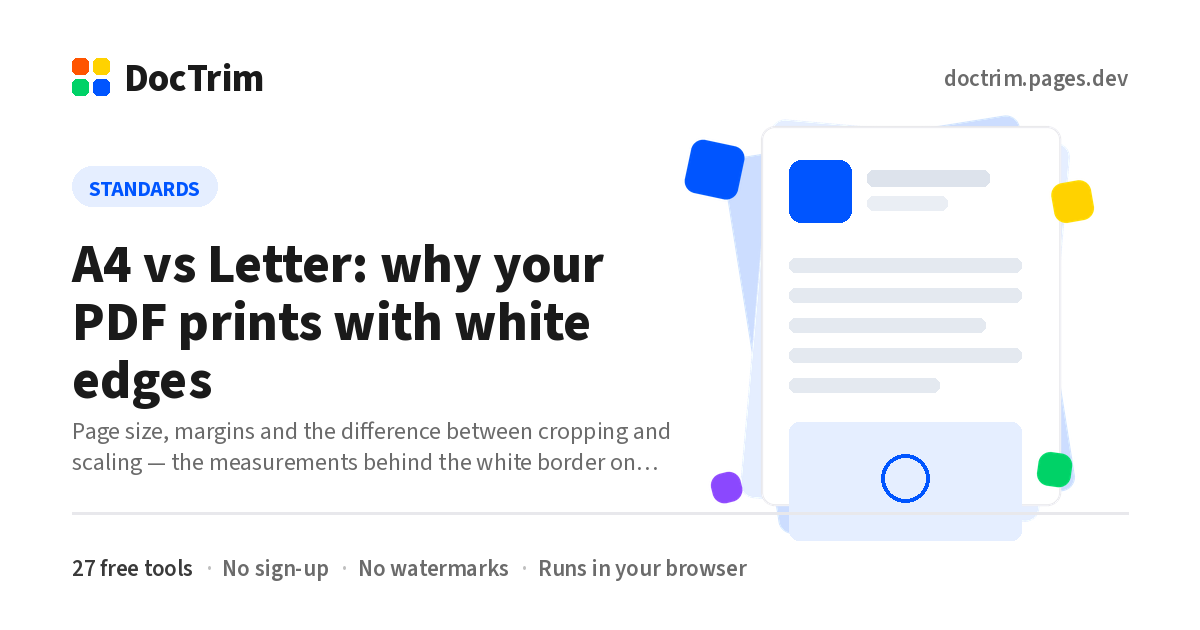 DocTrim
doctrim.pages.dev
STANDARDS
A4 vs Letter: why your
PDF prints with white
edges
Page size, margins and the difference between cropping and
scaling — the measurements behind the white border on…
27 free tools · No sign-up · No watermarks · Runs in your browser